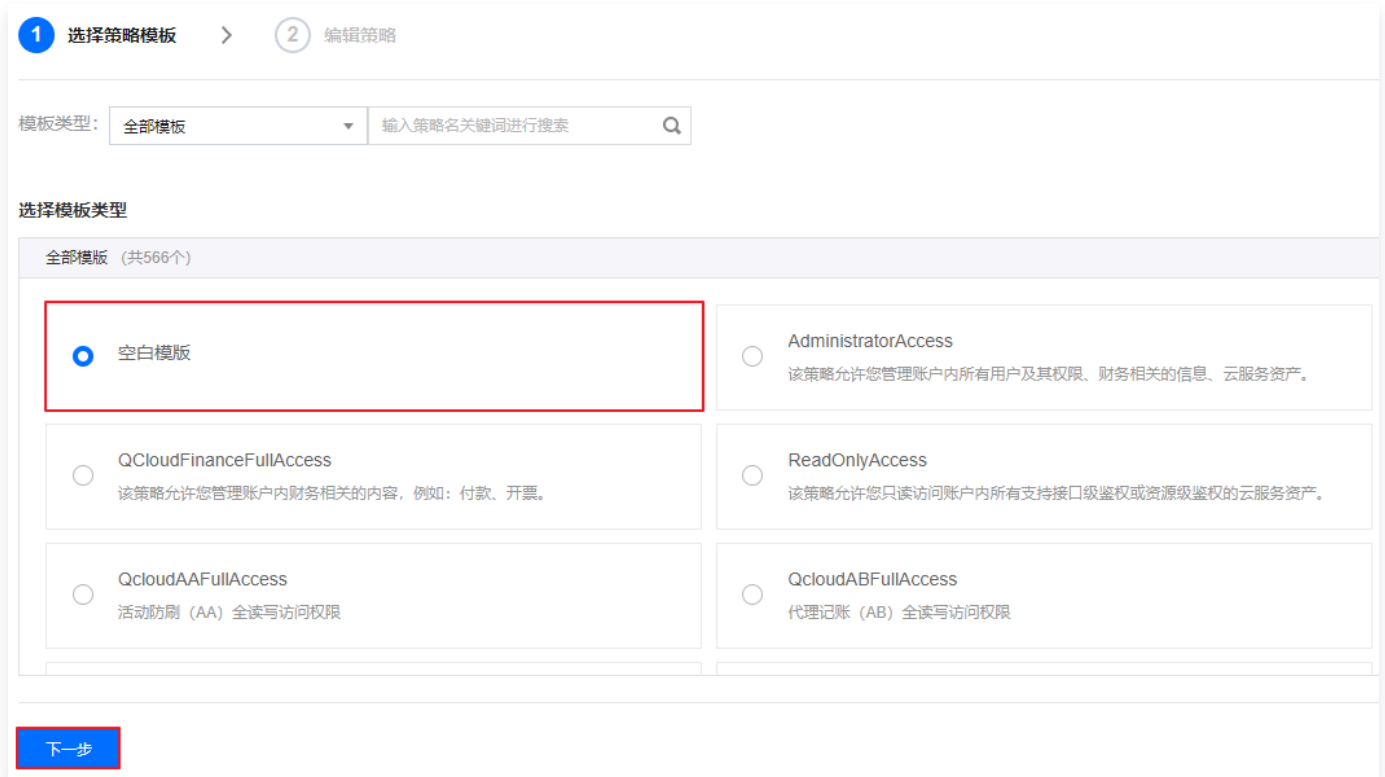 1 选择策略模板 2 编辑策略
模板类型: 全部模板 输入策略名关键词进行搜索
选择模板类型
全部模版 (共566个)
空白模版
AdministratorAccess
该策略允许您管理账户内所有用户及其权限、财务相关的信息、云服务资产。
QCloudFinanceFullAccess
该策略允许您管理账户内财务相关的内容，例如：付款、开票。
ReadOnlyAccess
该策略允许您只读访问账户内所有支持接口级鉴权或资源级鉴权的云服务资产。
QcloudAAFullAccess
活动防刷（AA）全读写访问权限
QcloudABFullAccess
代理记账（AB）全读写访问权限
下一步